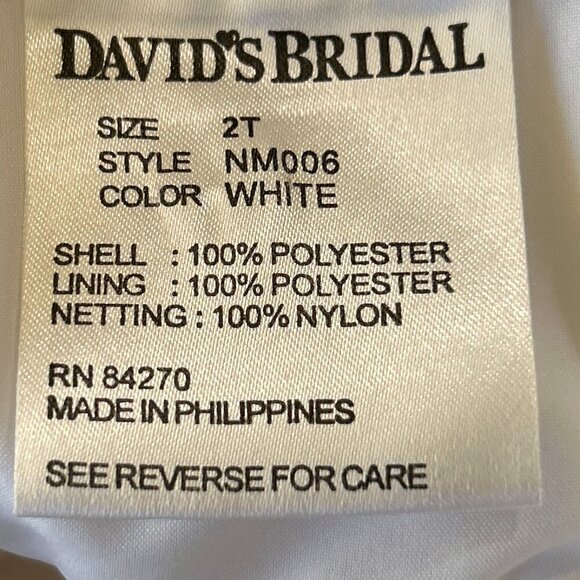 DAVID'S BRIDAL
SIZE 2T
STYLE NM006
COLOR WHITE
SHELL : 100% POLYESTER
LINING : 100% POLYESTER
NETTING : 100% NYLON
RN 84270
MADE IN PHILIPPINES
SEE REVERSE FOR CARE